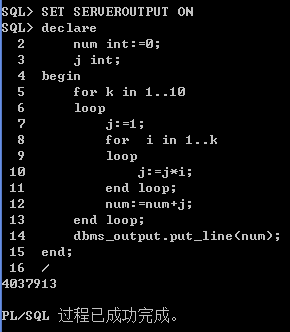 SQL> SET SERVEROUTPUT ON
SQL> declare
  2      num int:=0;
  3      j int;
  4  begin
  5      for k in 1..10
  6      loop
  7          j:=1;
  8          for  i in 1..k
  9          loop
 10              j:=j*i;
 11          end loop;
 12          num:=num+j;
 13      end loop;
 14      dbms_output.put_line(num);
 15  end;
 16  /
4037913
PL/SQL 过程已成功完成。